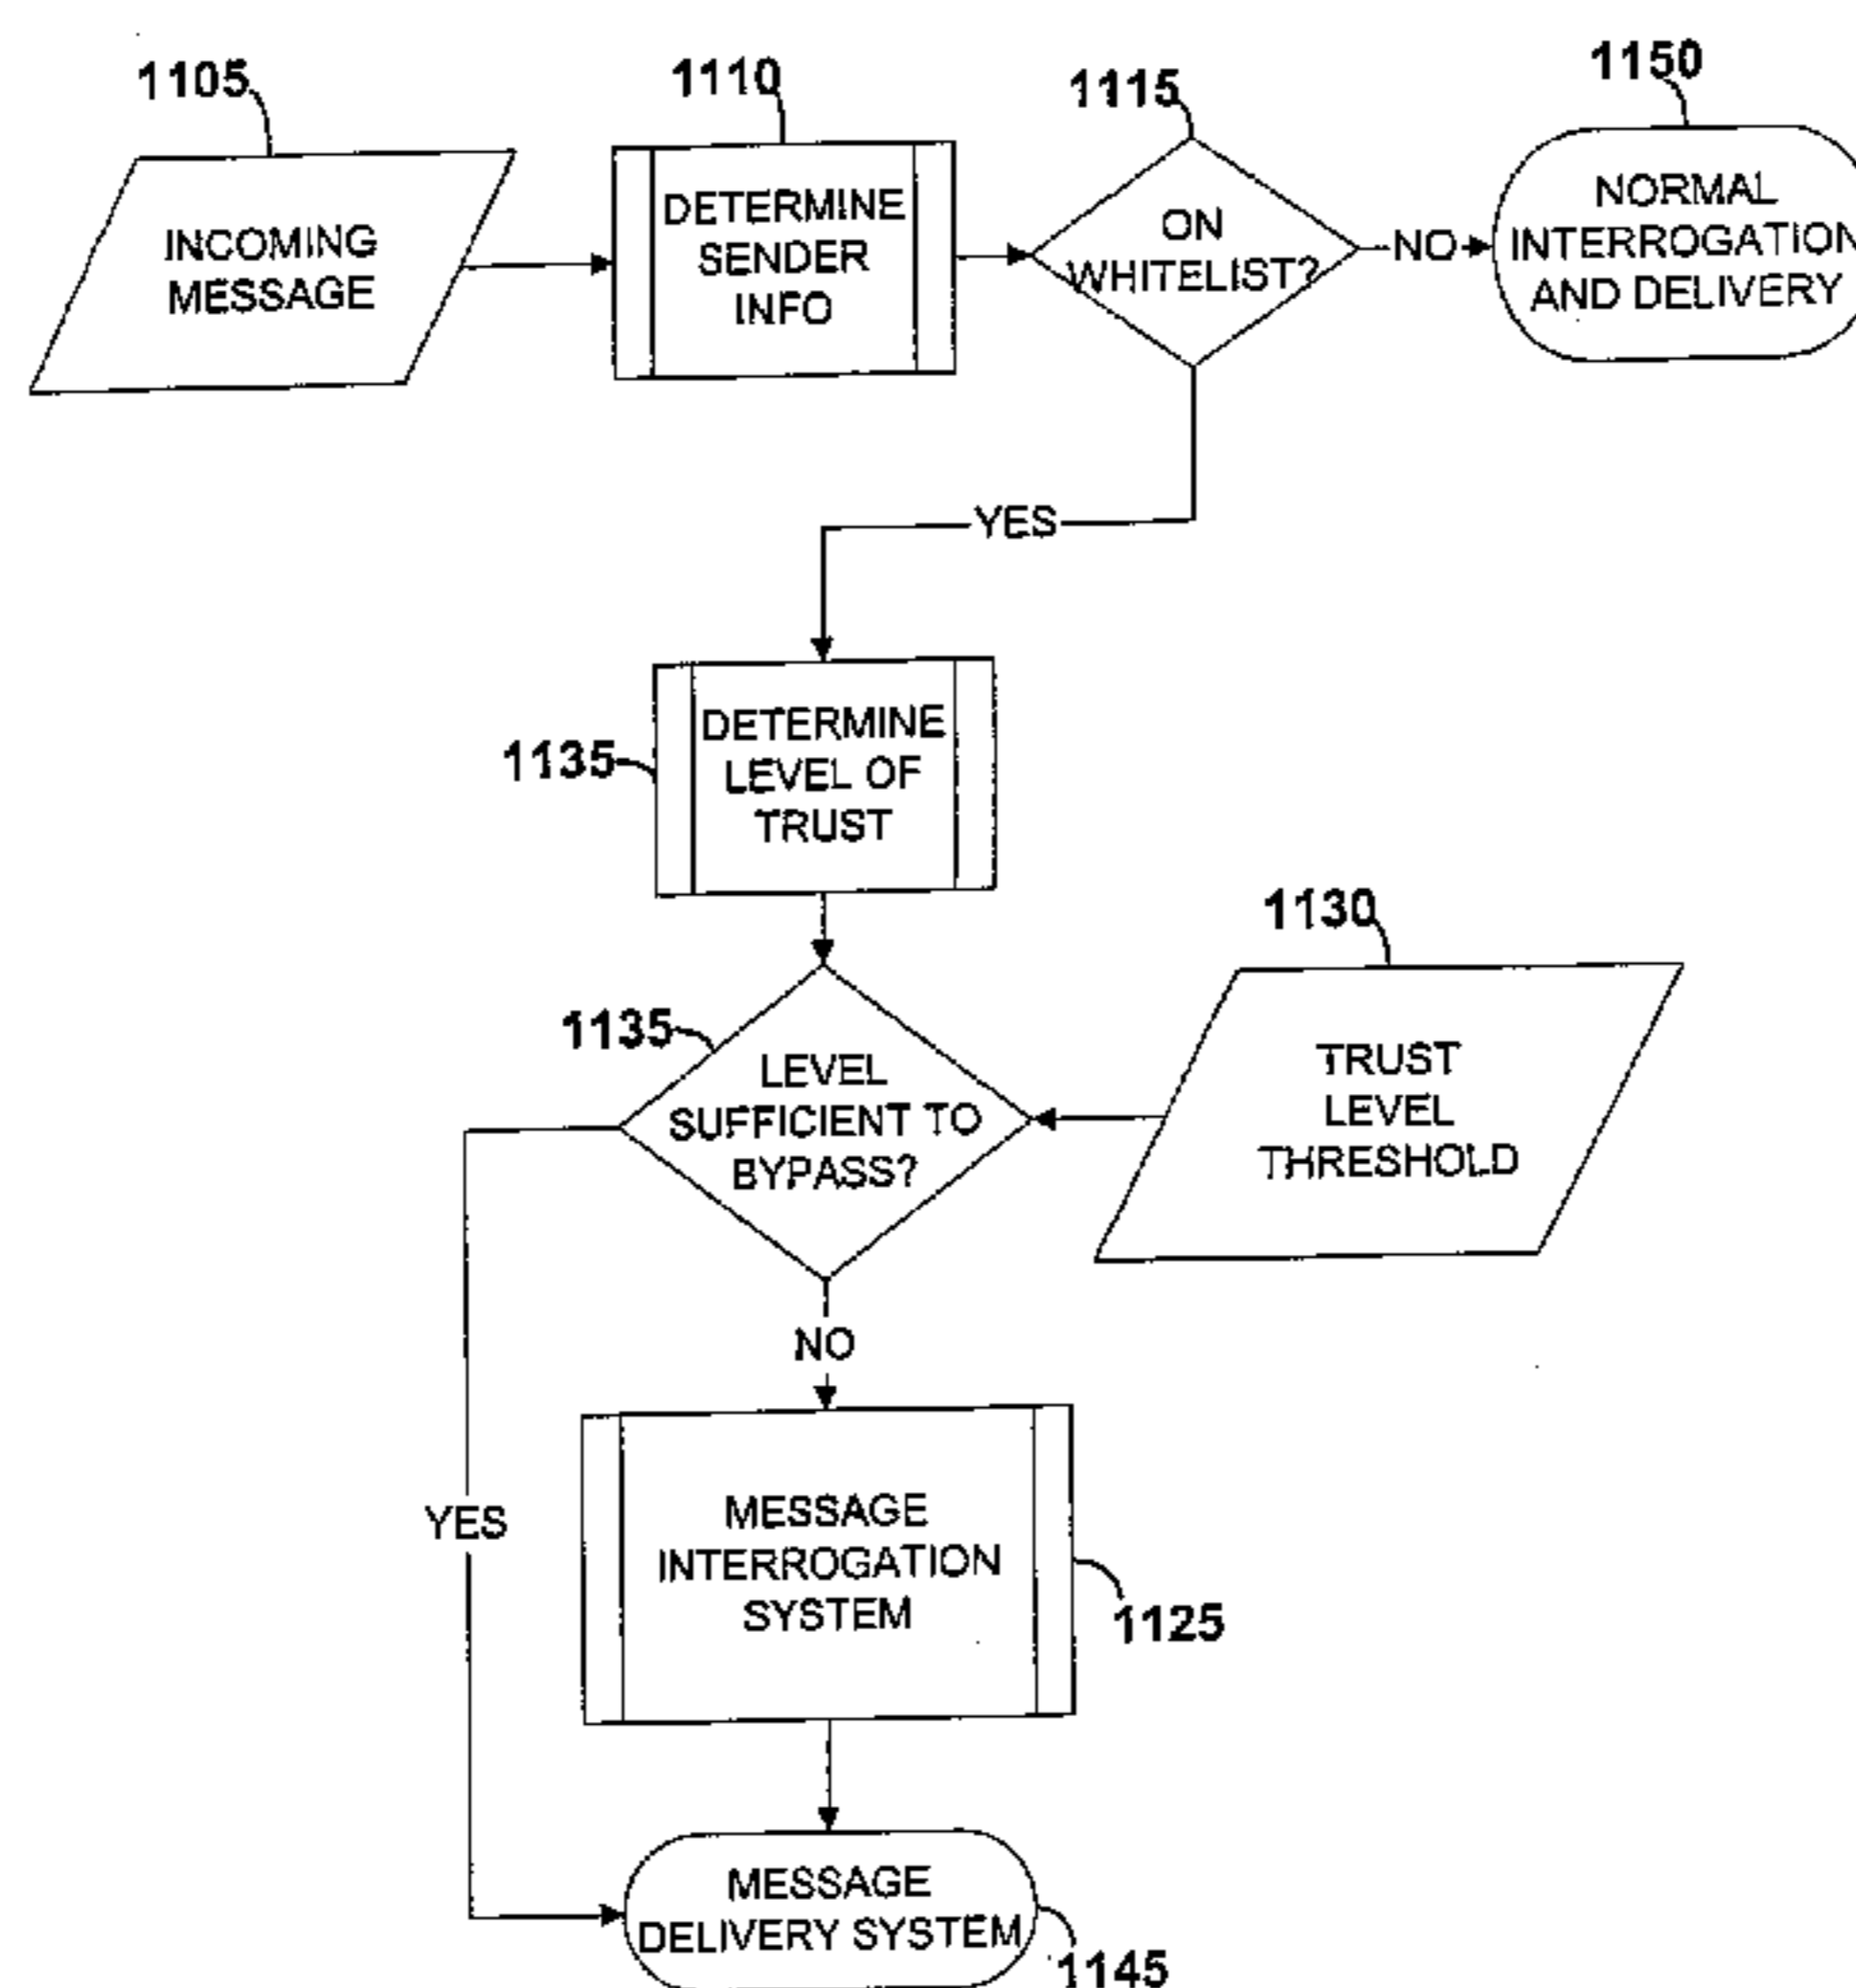 1105
1110
1115
1150
INCOMING
MESSAGE
DETERMINE
SENDER
INFO
ON
WHITELIST?
NO
NORMAL
INTERROGATION
AND DELIVERY
YES
1135
DETERMINE
LEVEL OF
TRUST
1130
1135
LEVEL
SUFFICIENT TO
BYPASS?
TRUST
LEVEL
THRESHOLD
NO
YES
MESSAGE
INTERROGATION
SYSTEM
1125
MESSAGE
DELIVERY SYSTEM
1145